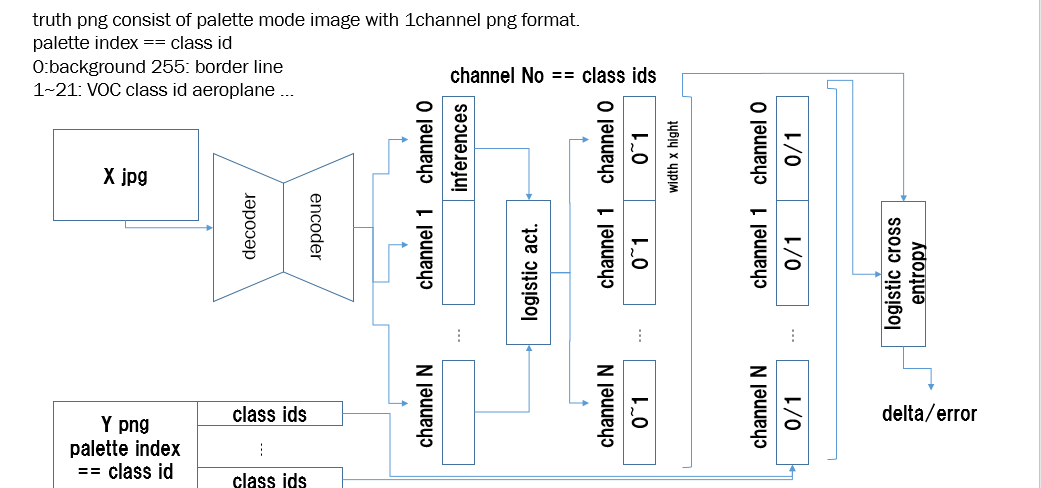 truth png consist of palette mode image with 1channel png format.
palette index == class id
0:background 255: border line
1~21: VOC class id aeroplane ...
channel No == class ids
X jpg
decoder
encoder
channel 0
inferences
channel 1
...
channel N
logistic act.
channel 0
0~1
channel 1
0~1
...
channel N
0~1
width x hight
channel 0
0/1
channel 1
0/1
...
channel N
0/1
logistic cross
entropy
delta/error
Y png
palette index
== class id
class ids
...
class ids